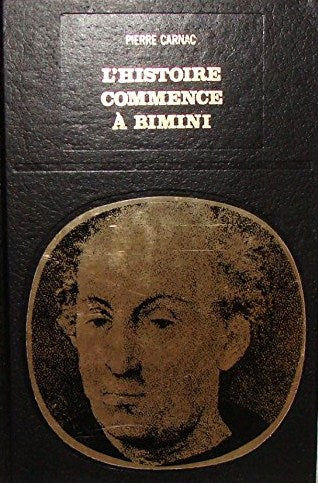 PIERRE CARNAC
L'HISTOIRE
COMMENCE
À BIMINI